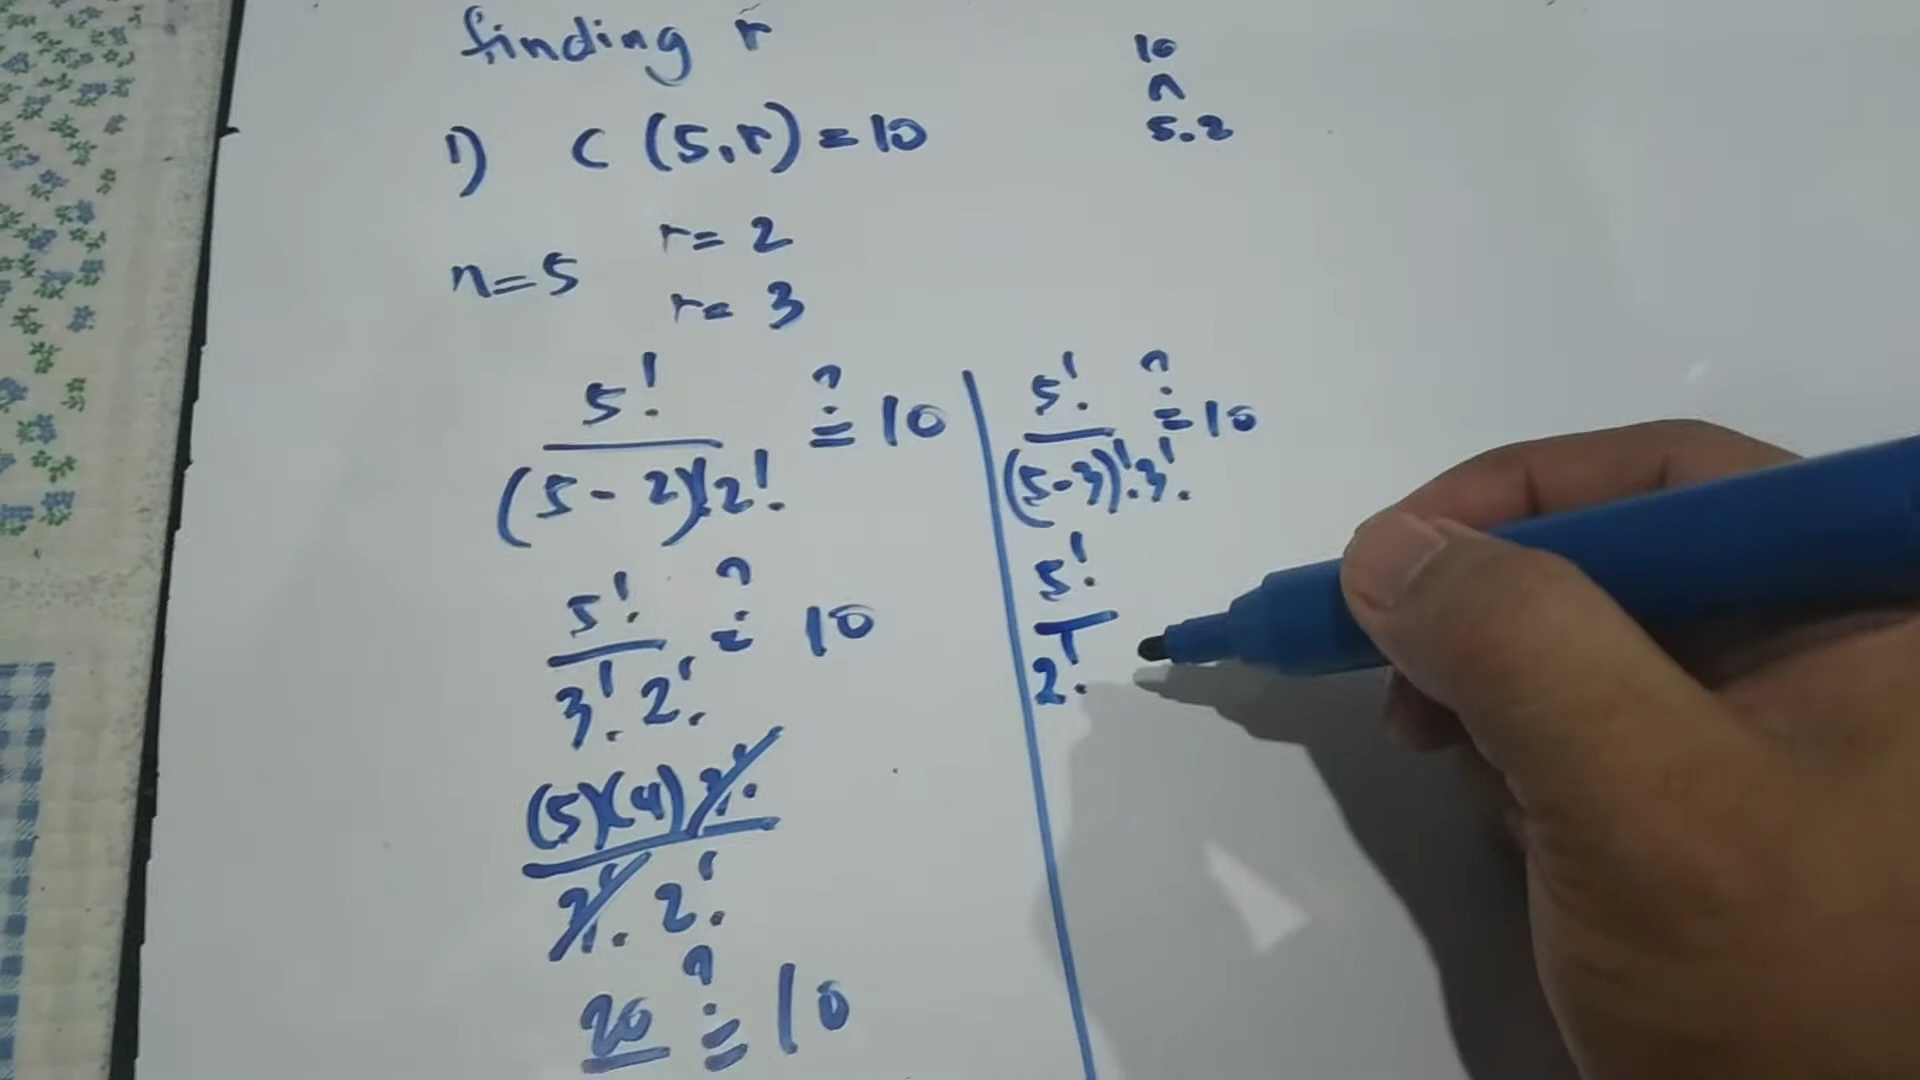 finding r
10
∧
5.2
1) C (5,r) = 10
r= 2
n=5
r= 3
5!
(5-2)!2! ≟ 10
5!
3! 2! ≟ 10
(5)(4) 3!
3! 2!
20 ≟ 10
5!
(5-3)!3! ≟ 10
5!
2!